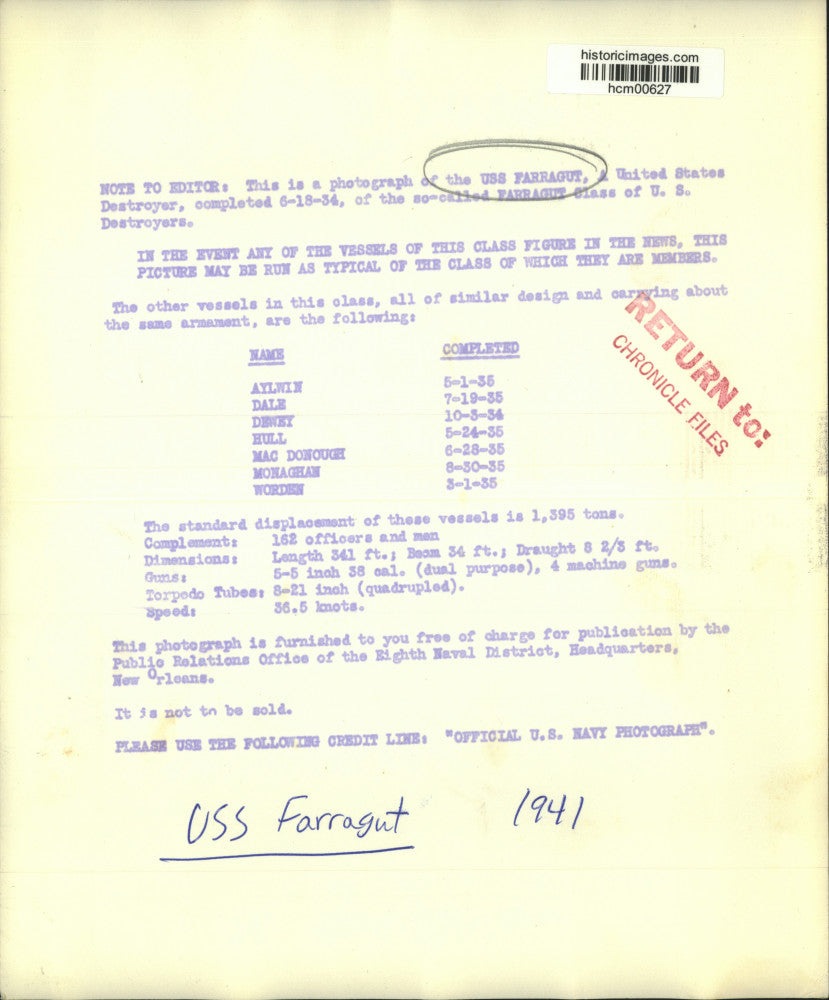 historicimages.com
hcm00627
NOTE TO EDITOR: This is a photograph of the USS FARRAGUT, A United States
Destroyer, completed 6-18-34, of the so-called FARRAGUT Class of U. S.
Destroyers.
IN THE EVENT ANY OF THE VESSELS OF THIS CLASS FIGURE IN THE NEWS, THIS
PICTURE MAY BE RUN AS TYPICAL OF THE CLASS OF WHICH THEY ARE MEMBERS.
The other vessels in this class, all of similar design and carrying about
the same armament, are the following:
NAME COMPLETED
AYLWIN 5-1-35
DALE 7-19-35
DEWEY 10-3-34
HULL 5-24-35
MAC DONOUGH 6-28-35
MONAGHAN 8-30-35
WORDEN 3-1-35
RETURN to:
CHRONICLE FILES
The standard displacement of these vessels is 1,395 tons.
Complement: 162 officers and men
Dimensions: Length 341 ft.; Beam 34 ft.; Draught 8 2/3 ft.
Guns: 5-5 inch 38 cal. (dual purpose), 4 machine guns.
Torpedo Tubes: 8-21 inch (quadrupled).
Speed: 36.5 knots.
This photograph is furnished to you free of charge for publication by the
Public Relations Office of the Eighth Naval District, Headquarters,
New Orleans.
It is not to be sold.
PLEASE USE THE FOLLOWING CREDIT LINE: "OFFICIAL U.S. NAVY PHOTOGRAPH".
USS Farragut 1941